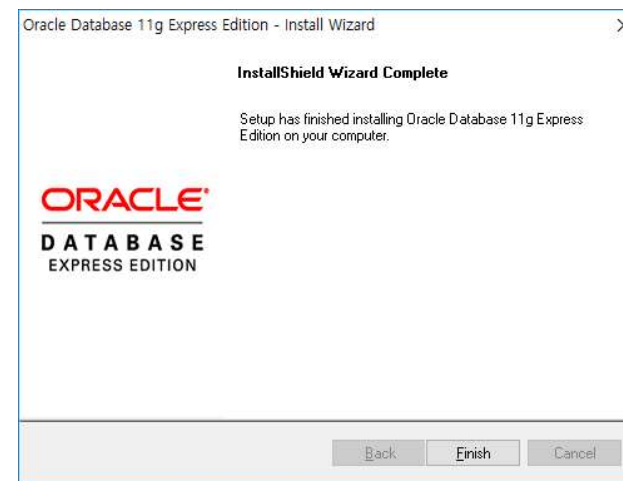 Oracle Database 11g Express Edition - Install Wizard
InstallShield Wizard Complete
Setup has finished installing Oracle Database 11g Express
Edition on your computer.
ORACLE®
DATABASE
EXPRESS EDITION
Back
Finish
Cancel